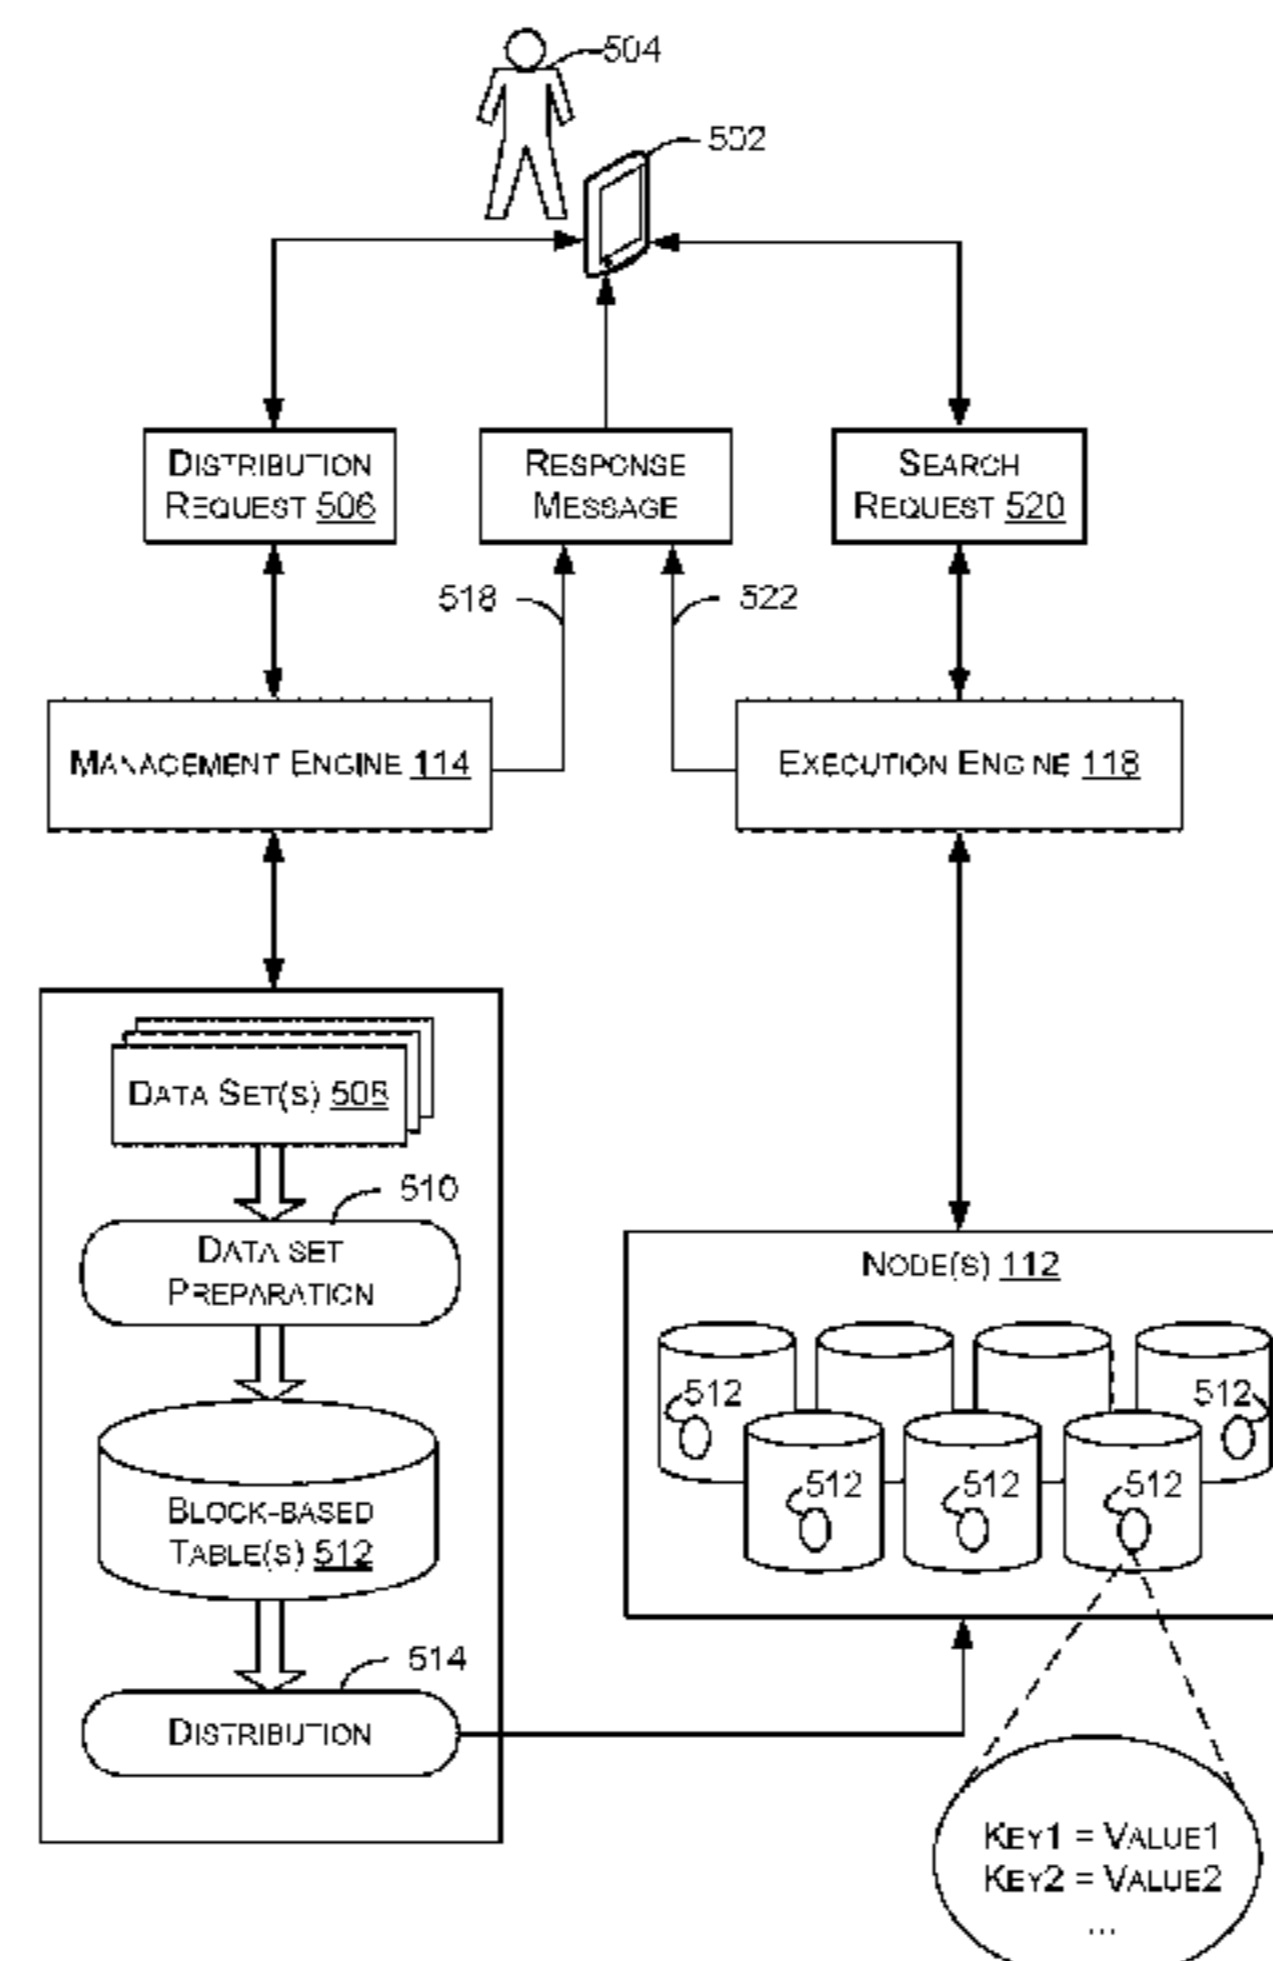 504
502
DISTRIBUTION
REQUEST 506
RESPONSE
MESSAGE
SEARCH
REQUEST 520
518
522
MANAGEMENT ENGINE 114
EXECUTION ENGINE 118
DATA SET(S) 508
510
DATA SET
PREPARATION
NODE(S) 112
512
512
512
512
512
BLOCK-BASED
TABLE(S) 512
514
DISTRIBUTION
KEY1 = VALUE1
KEY2 = VALUE2
...